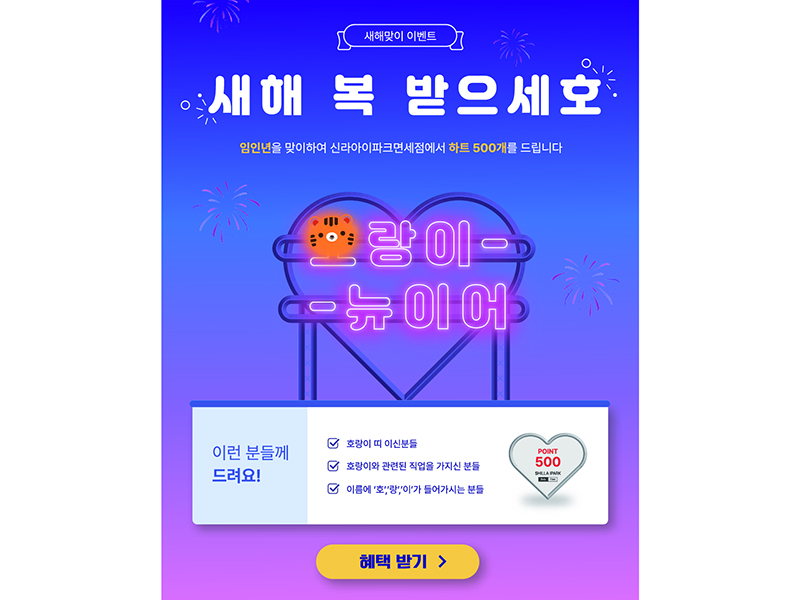 새해맞이 이벤트
새해 복 받으세호
임인년을 맞이하여 신라아이파크면세점에서 하트 500개를 드립니다
호랑이-
-뉴이어
이런 분들께
드려요!
호랑이 띠 이신분들
호랑이와 관련된 직업을 가지신 분들
이름에 '호','랑','이'가 들어가시는 분들
POINT
500
SHILLA IPARK
혜택 받기 >